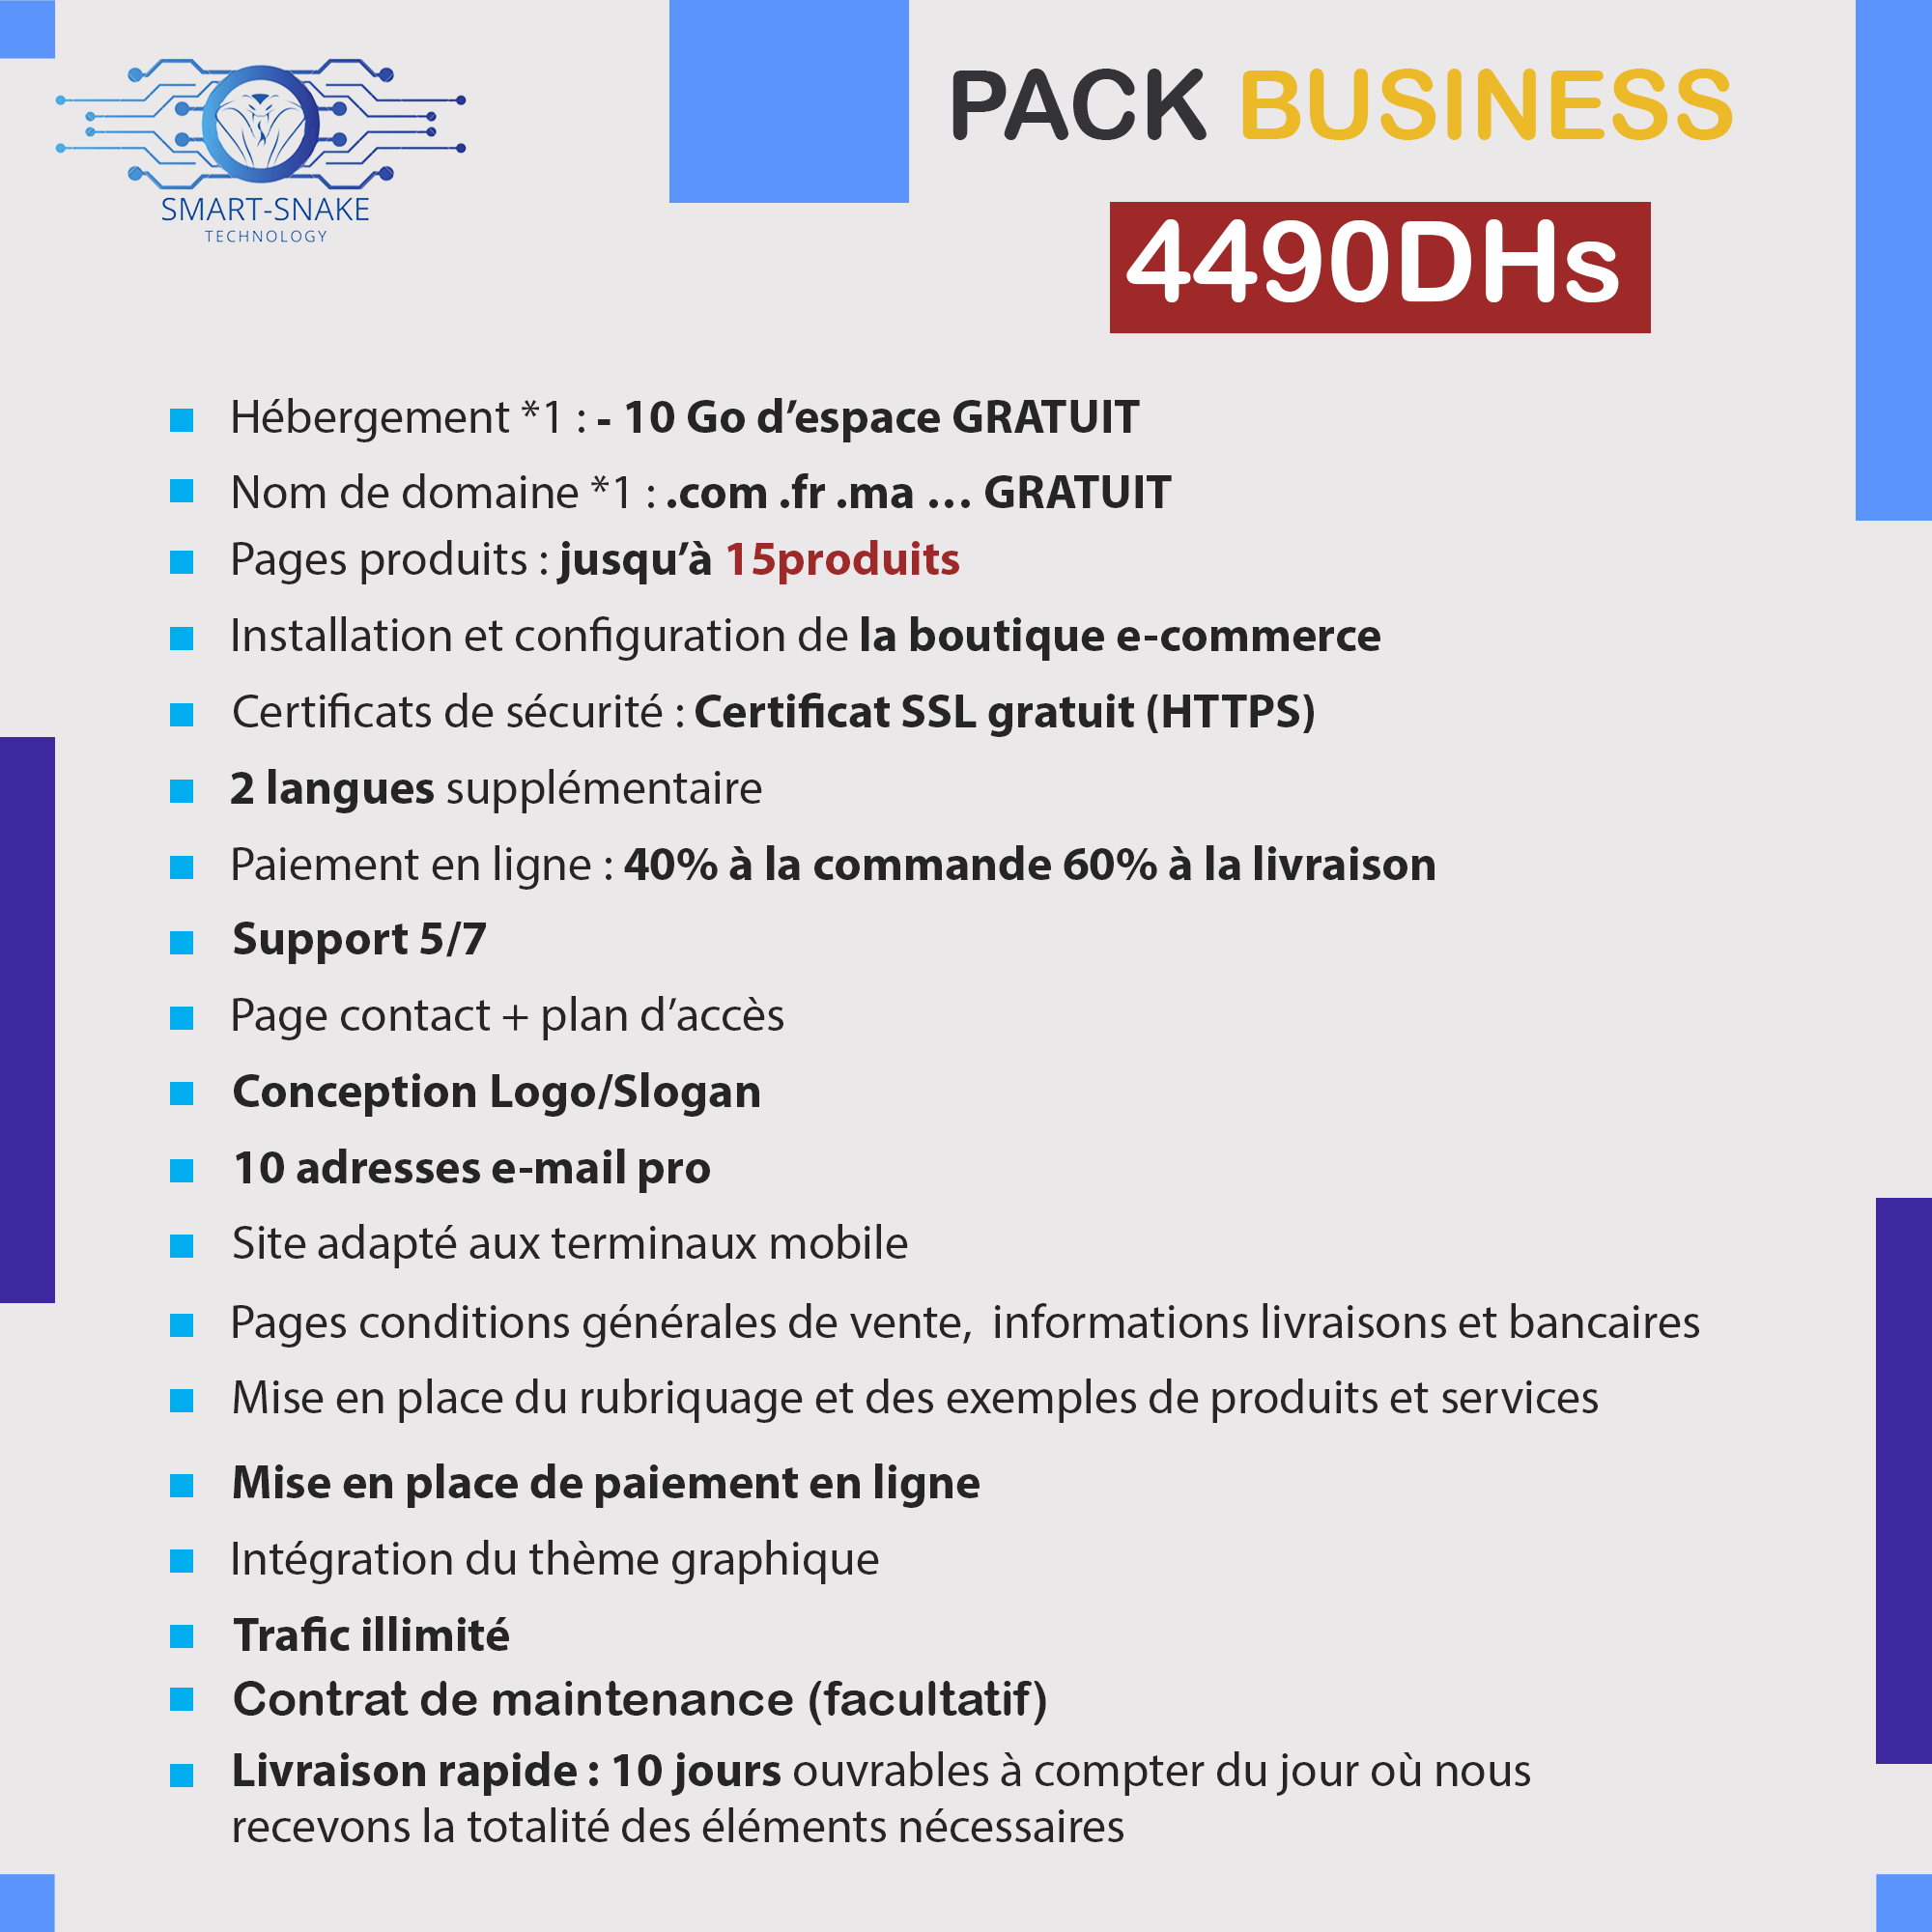 SMART-SNAKE
TECHNOLOGY
PACK BUSINESS
4490DHs
Hébergement *1 : - 10 Go d’espace GRATUIT
Nom de domaine *1 : .com .fr .ma ... GRATUIT
Pages produits : jusqu’à 15produits
Installation et configuration de la boutique e-commerce
Certificats de sécurité : Certificat SSL gratuit (HTTPS)
2 langues supplémentaire
Paiement en ligne : 40% à la commande 60% à la livraison
Support 5/7
Page contact + plan d’accès
Conception Logo/Slogan
10 adresses e-mail pro
Site adapté aux terminaux mobile
Pages conditions générales de vente, informations livraisons et bancaires
Mise en place du rubriquage et des exemples de produits et services
Mise en place de paiement en ligne
Intégration du thème graphique
Trafic illimité
Contrat de maintenance (facultatif)
Livraison rapide : 10 jours ouvrables à compter du jour où nous
recevons la totalité des éléments nécessaires